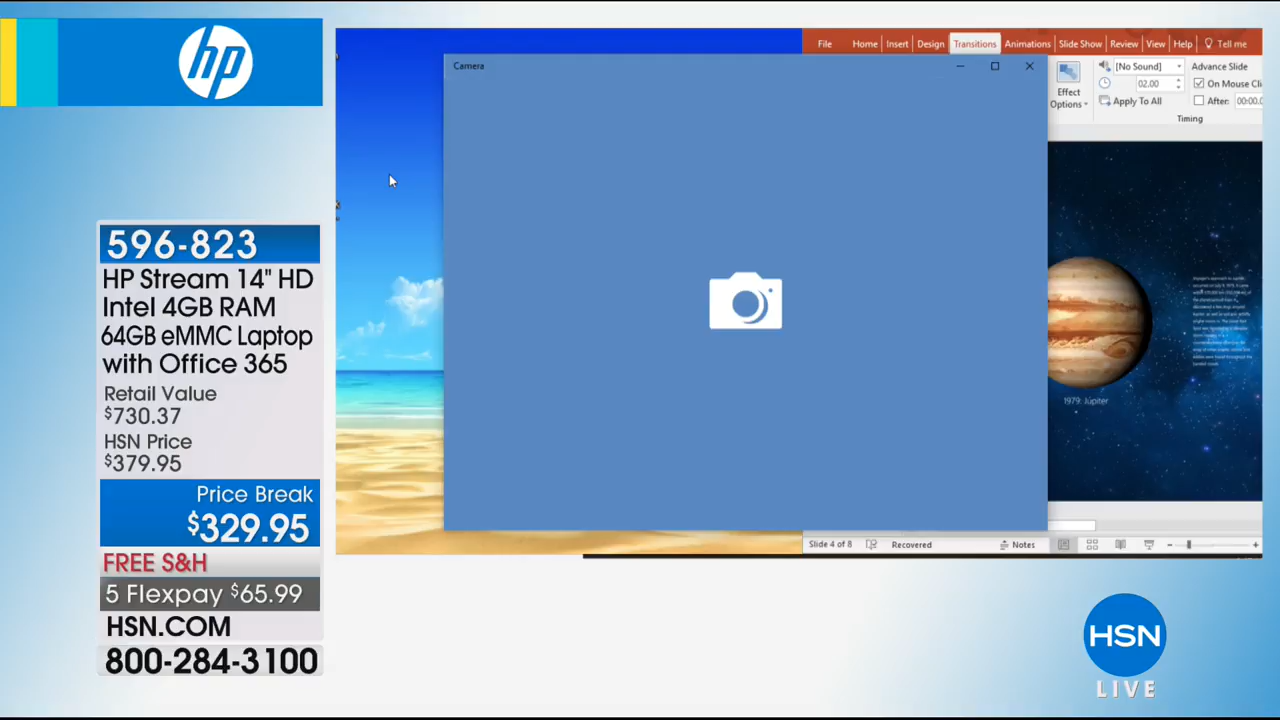 hp
596-823
HP Stream 14" HD
Intel 4GB RAM
64GB eMMC Laptop
with Office 365
Retail Value
$730.37
HSN Price
$379.95
Price Break
$329.95
FREE S&H
5 Flexpay $65.99
HSN.COM
800-284-3100
Camera
File Home Insert Design Transitions Animations Slide Show Review View Help Tell me
[No Sound] Advance Slide
Effect
Options
02.00 On Mouse Cli
Apply To All After: 00:00.0
Timing
1979: Júpiter
Slide 4 of 8 Recovered Notes
HSN
LIVE